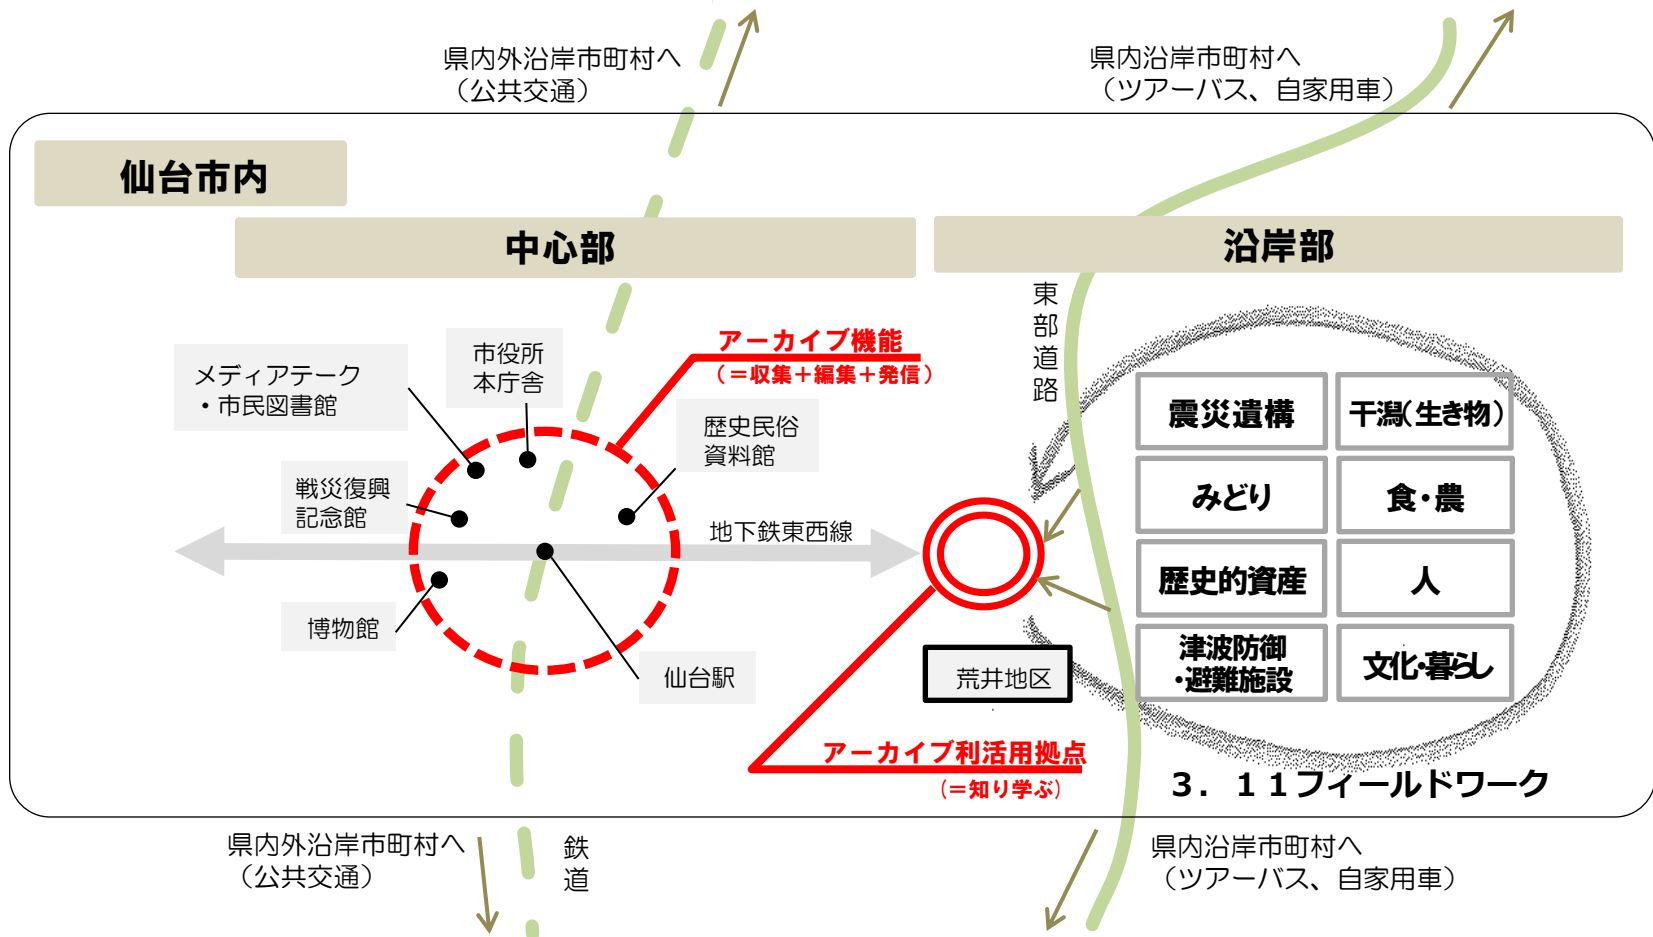 県内外沿岸市町村へ
（公共交通）
県内沿岸市町村へ
（ツアーバス、自家用車）
仙台市内
中心部
沿岸部
東部道路
アーカイブ機能
（＝収集＋編集＋発信）
市役所
本庁舎
メディアテーク
・市民図書館
歴史民俗
資料館
戦災復興
記念館
地下鉄東西線
博物館
仙台駅
荒井地区
震災遺構
干潟（生き物）
みどり
食・農
歴史的資産
人
津波防御
・避難施設
文化・暮らし
アーカイブ利活用拠点
（＝知り学ぶ）
３．１１フィールドワーク
県内外沿岸市町村へ
（公共交通）
鉄道
県内沿岸市町村へ
（ツアーバス、自家用車）